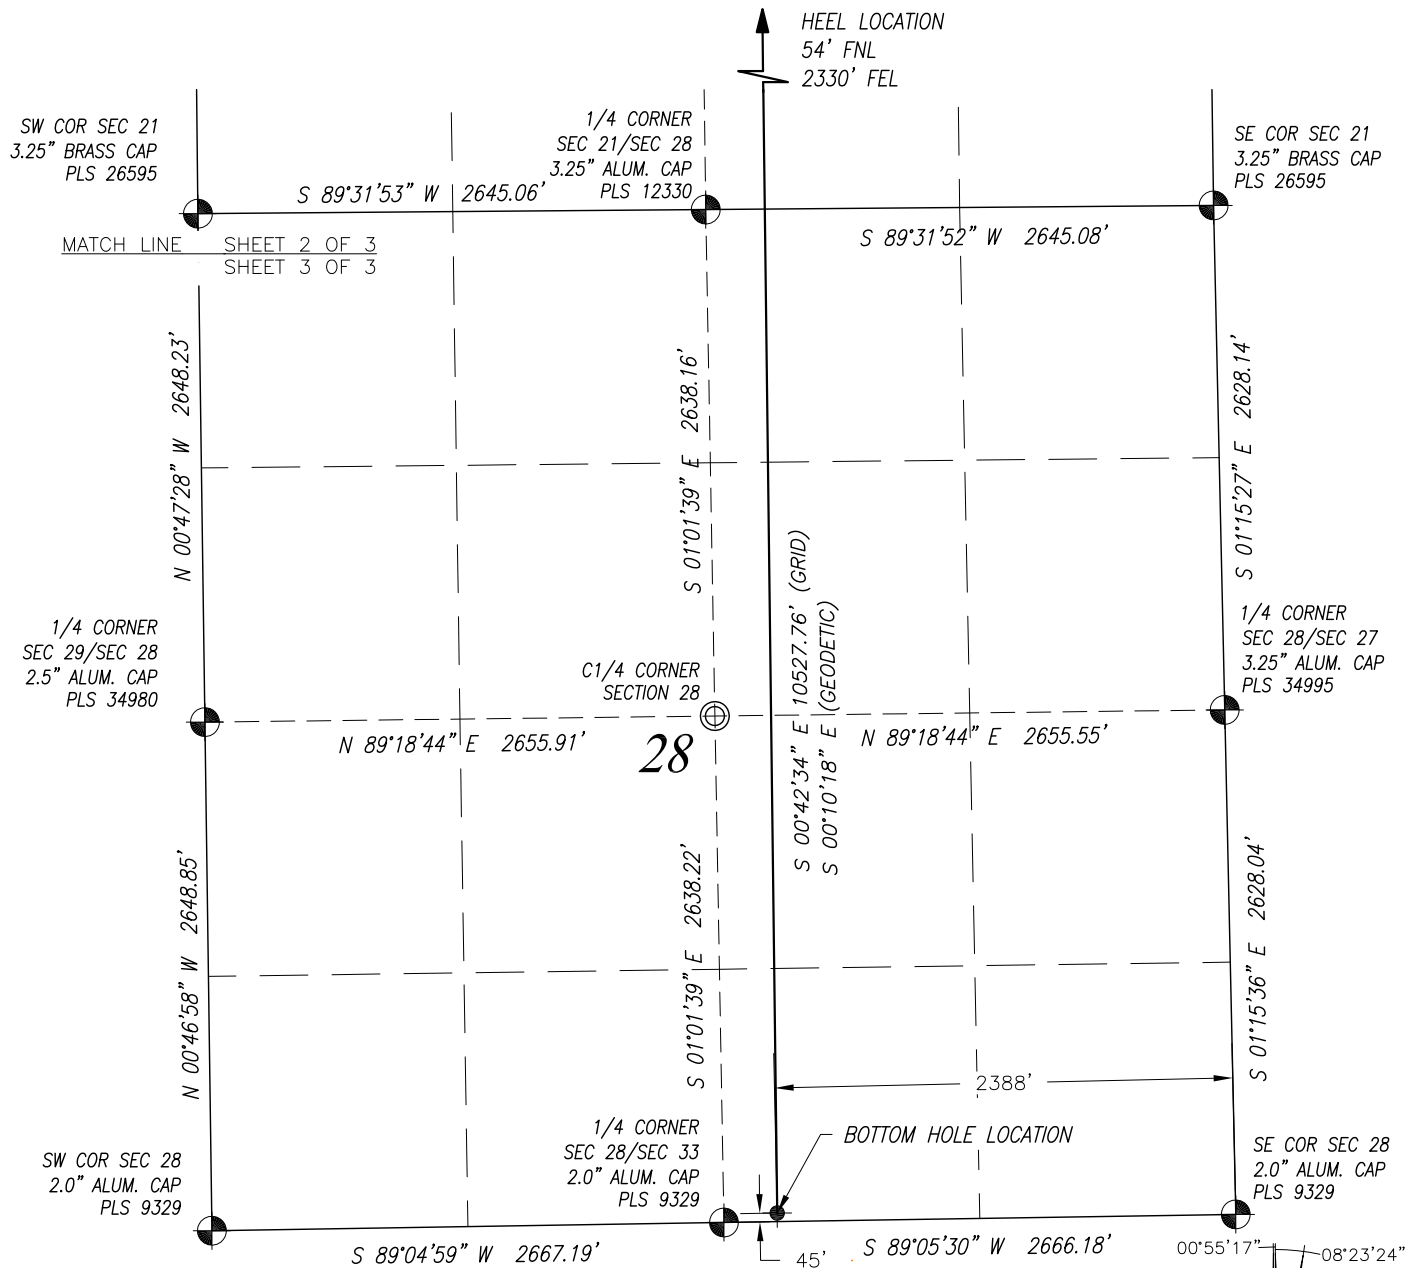 HEEL LOCATION
54' FNL
2330' FEL
SW COR SEC 21
3.25" BRASS CAP
PLS 26595
1/4 CORNER
SEC 21/SEC 28
3.25" ALUM. CAP
PLS 12330
SE COR SEC 21
3.25" BRASS CAP
PLS 26595
S 89°31'53" W 2645.06'
S 89°31'52" W 2645.08'
MATCH LINE SHEET 2 OF 3
SHEET 3 OF 3
N 00°47'28" W 2648.23'
S 01°01'39" E 2638.16'
S 01°15'27" E 2628.14'
S 00°42'34" E 10527.76' (GRID)
S 00°10'18" E (GEODETIC)
1/4 CORNER
SEC 29/SEC 28
2.5" ALUM. CAP
PLS 34980
C1/4 CORNER
SECTION 28
1/4 CORNER
SEC 28/SEC 27
3.25" ALUM. CAP
PLS 34995
N 89°18'44" E 2655.91'
28
N 89°18'44" E 2655.55'
N 00°46'58" W 2648.85'
S 01°01'39" E 2638.22'
S 01°15'36" E 2628.04'
2388'
BOTTOM HOLE LOCATION
SW COR SEC 28
2.0" ALUM. CAP
PLS 9329
1/4 CORNER
SEC 28/SEC 33
2.0" ALUM. CAP
PLS 9329
SE COR SEC 28
2.0" ALUM. CAP
PLS 9329
S 89°04'59" W 2667.19'
45'
S 89°05'30" W 2666.18'
00°55'17"
08°23'24"